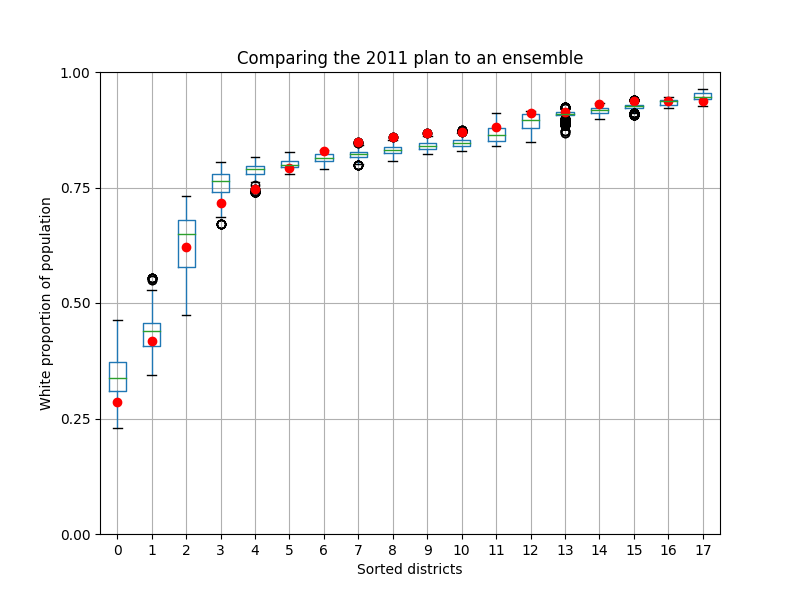 Comparing the 2011 plan to an ensemble
1.00
0.75
0.50
0.25
0.00
White proportion of population
0 1 2 3 4 5 6 7 8 9 10 11 12 13 14 15 16 17
Sorted districts